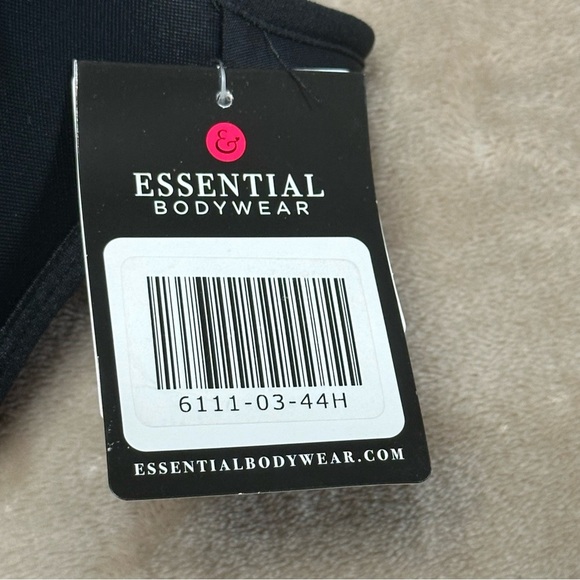 &
ESSENTIAL
BODYWEAR
6111-03-44H
ESSENTIALBODYWEAR.COM